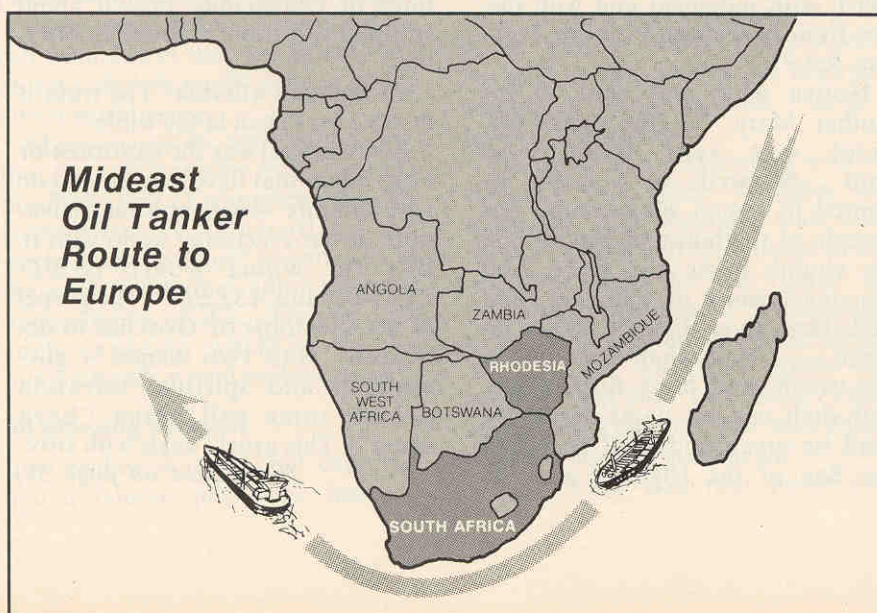 Mideast
Oil Tanker
Route to
Europe
ANGOLA
ZAMBIA
RHODESIA
MOZAMBIQUE
SOUTH
WEST
AFRICA
BOTSWANA
SOUTH AFRICA